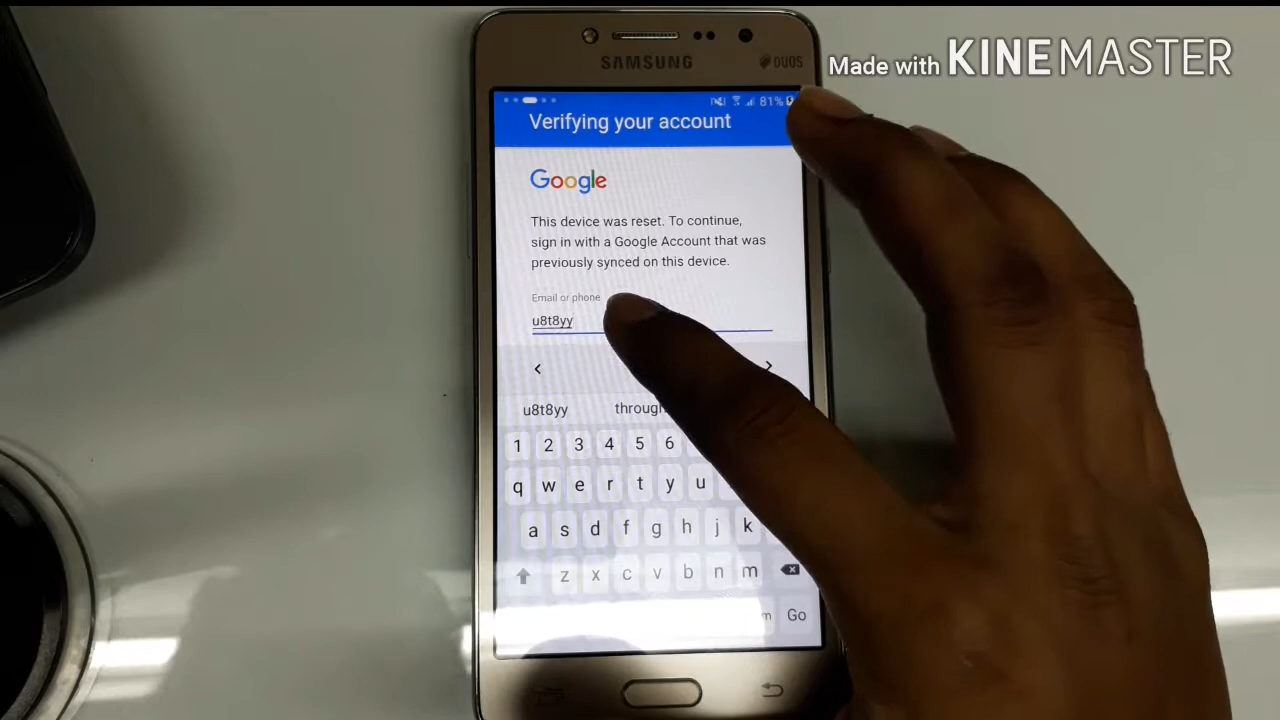 SAMSUNG
DUOS
Made with KINEMASTER
81%
Verifying your account
Google
This device was reset. To continue,
sign in with a Google Account that was
previously synced on this device.
Email or phone
u8t8yy
<
>
u8t8yy
1 2 3 4 5 6
q w e r t y u
a s d f g h j k
z x c v b n m
Go